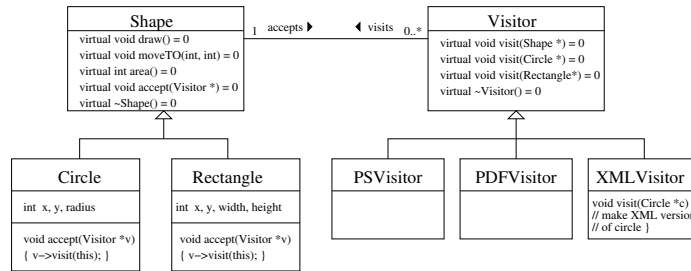 Shape
virtual void draw() = 0
virtual void moveTO(int, int) = 0
virtual int area() = 0
virtual void accept(Visitor *) = 0
virtual ~Shape() = 0
1 accepts visits 0..*
Visitor
virtual void visit(Shape *) = 0
virtual void visit(Circle *) = 0
virtual void visit(Rectangle*) = 0
virtual ~Visitor() = 0
Circle
int x, y, radius
void accept(Visitor *v)
{ v->visit(this); }
Rectangle
int x, y, width, height
void accept(Visitor *v)
{ v->visit(this); }
PSVisitor
PDFVisitor
XMLVisitor
void visit(Circle *c)
// make XML version
// of circle }